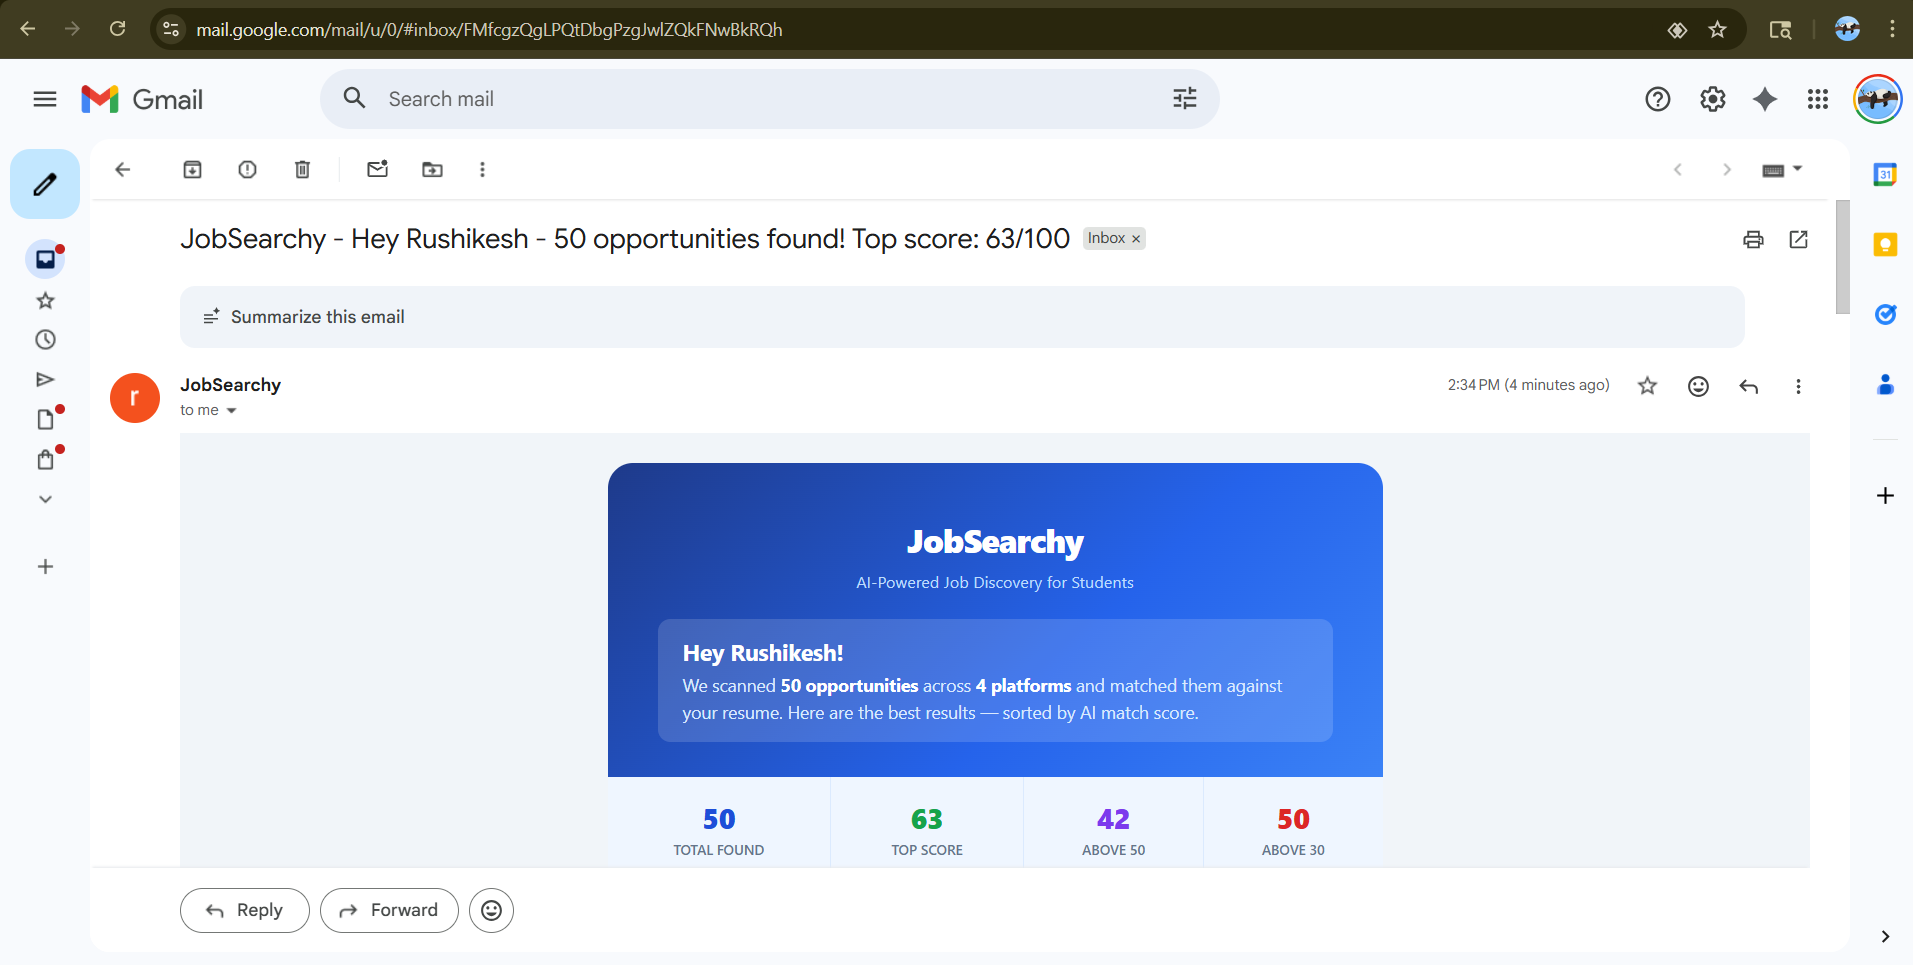 mail.google.com/mail/u/0/#inbox/FMfcgzQgLPQtDbgPzgJwlZQkFNwBkRQh
Gmail
Search mail
31
JobSearchy - Hey Rushikesh - 50 opportunities found! Top score: 63/100 Inbox ×
Summarize this email
r
JobSearchy
2:34 PM (4 minutes ago)
to me
JobSearchy
AI-Powered Job Discovery for Students
Hey Rushikesh!
We scanned 50 opportunities across 4 platforms and matched them against
your resume. Here are the best results — sorted by AI match score.
50 63 42 50
TOTAL FOUND TOP SCORE ABOVE 50 ABOVE 30
Reply Forward